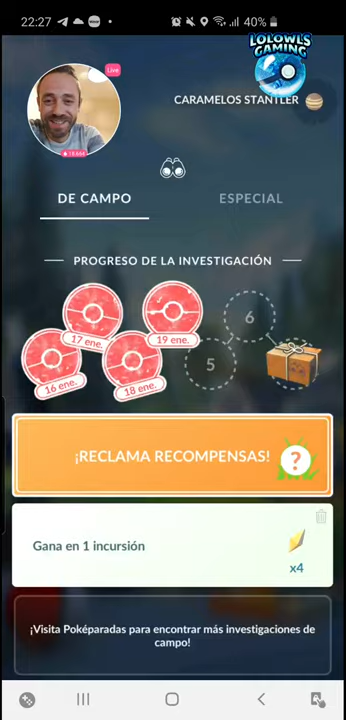 22:27
40%
LOLOWLS
GAMING
Live
CARAMELOS STANTLER
DE CAMPO
ESPECIAL
PROGRESO DE LA INVESTIGACIÓN
17 ene.
19 ene.
6
16 ene.
18 ene.
5
¡RECLAMA RECOMPENSAS!
?
Gana en 1 incursión
x4
¡Visita Poképaradas para encontrar más investigaciones de
campo!